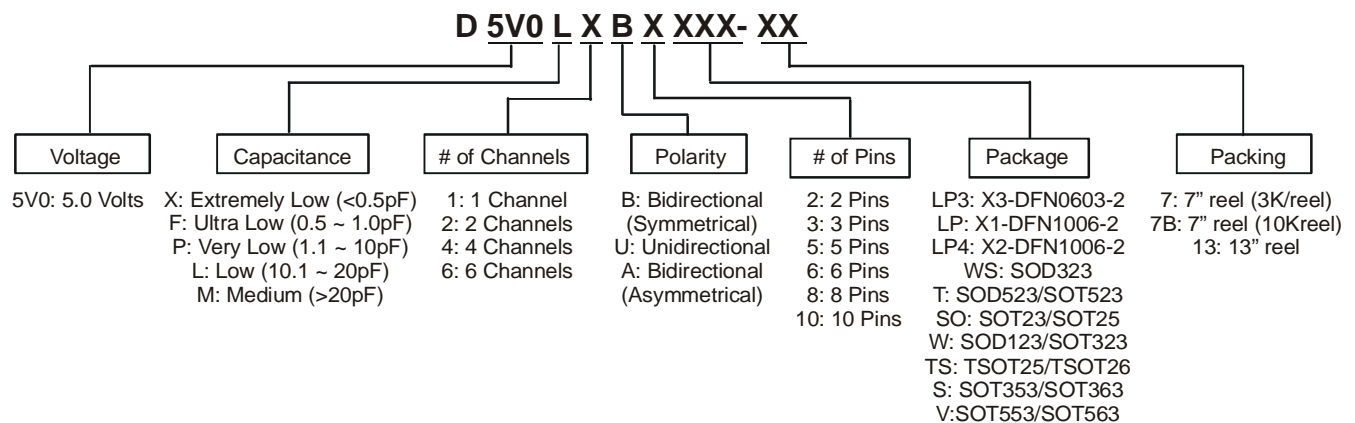 D 5V0 L X B X XXX- XX
Voltage
5V0: 5.0 Volts
Capacitance
X: Extremely Low (<0.5pF)
F: Ultra Low (0.5 ~ 1.0pF)
P: Very Low (1.1 ~ 10pF)
L: Low (10.1 ~ 20pF)
M: Medium (>20pF)
# of Channels
1: 1 Channel
2: 2 Channels
4: 4 Channels
6: 6 Channels
Polarity
B: Bidirectional
(Symmetrical)
U: Unidirectional
A: Bidirectional
(Asymmetrical)
# of Pins
2: 2 Pins
3: 3 Pins
5: 5 Pins
6: 6 Pins
8: 8 Pins
10: 10 Pins
Package
LP3: X3-DFN0603-2
LP: X1-DFN1006-2
LP4: X2-DFN1006-2
WS: SOD323
T: SOD523/SOT523
SO: SOT23/SOT25
W: SOD123/SOT323
TS: TSOT25/TSOT26
S: SOT353/SOT363
V:SOT553/SOT563
Packing
7: 7” reel (3K/reel)
7B: 7” reel (10Kreel)
13: 13” reel